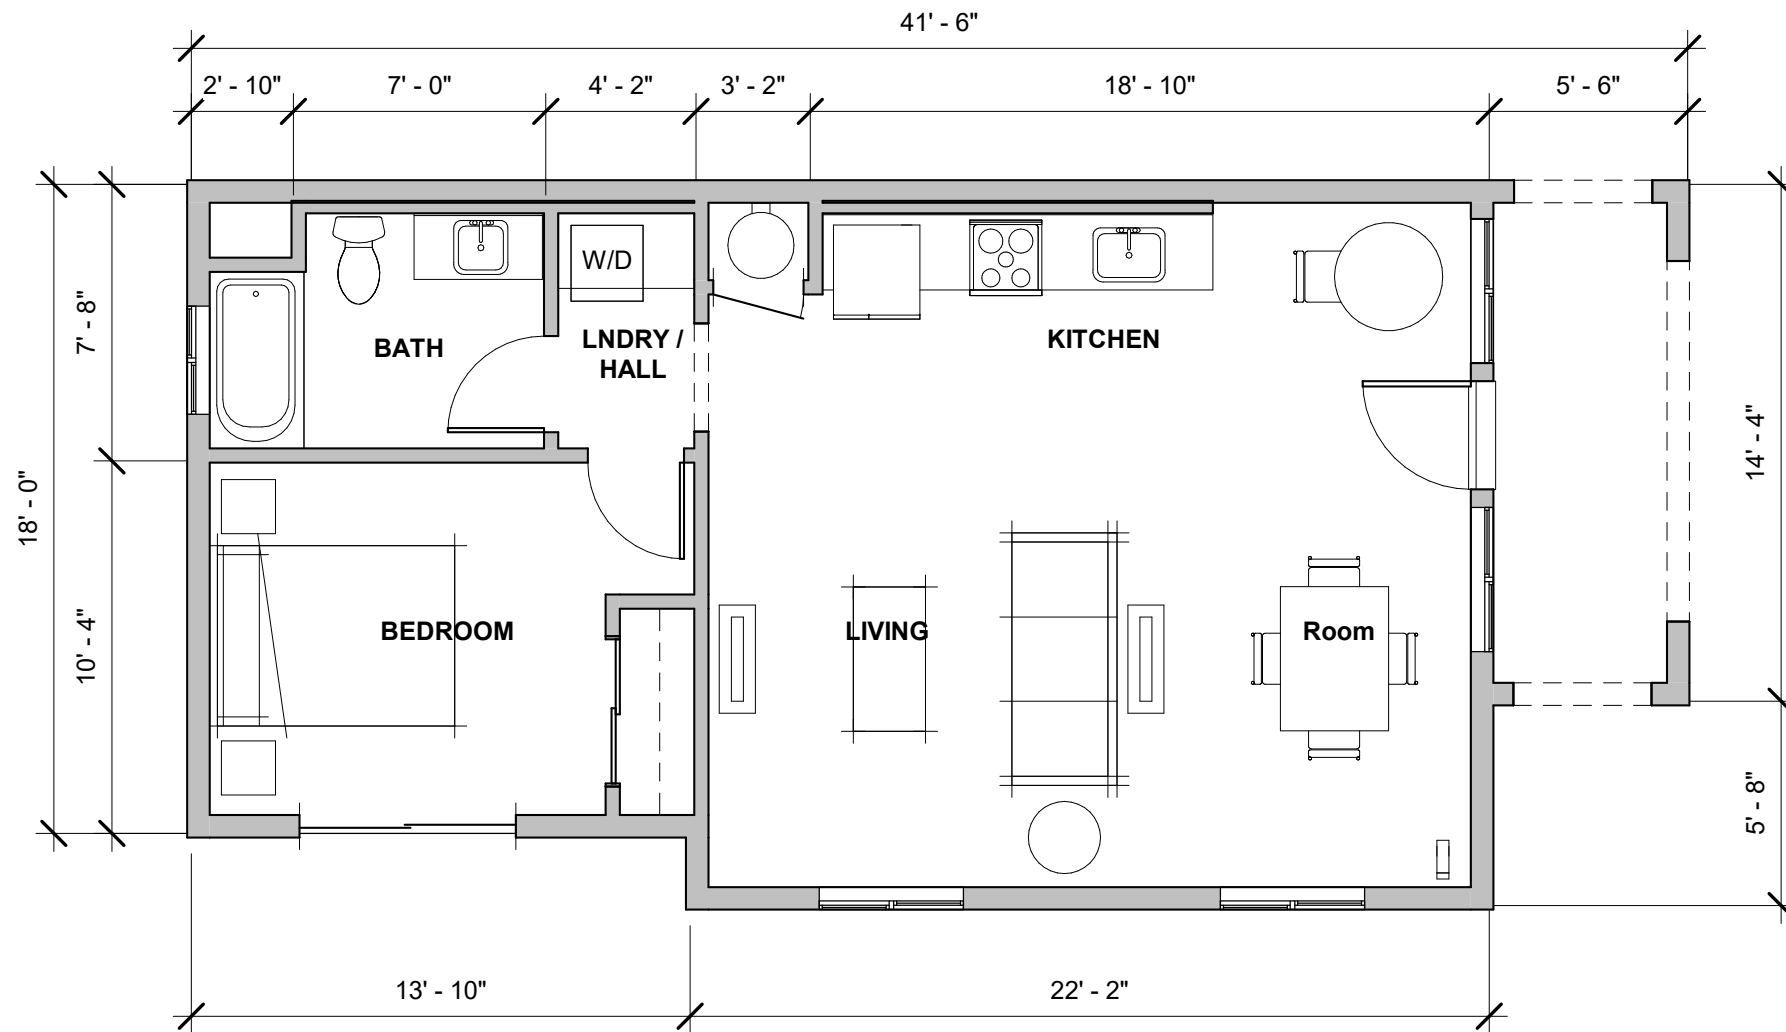 41' - 6"
2' - 10"
7' - 0"
4' - 2"
3' - 2"
18' - 10"
5' - 6"
W/D
BATH
LNDRY /
HALL
KITCHEN
7' - 8"
18' - 0"
14' - 4"
10' - 4"
BEDROOM
LIVING
Room
5' - 8"
13' - 10"
22' - 2"